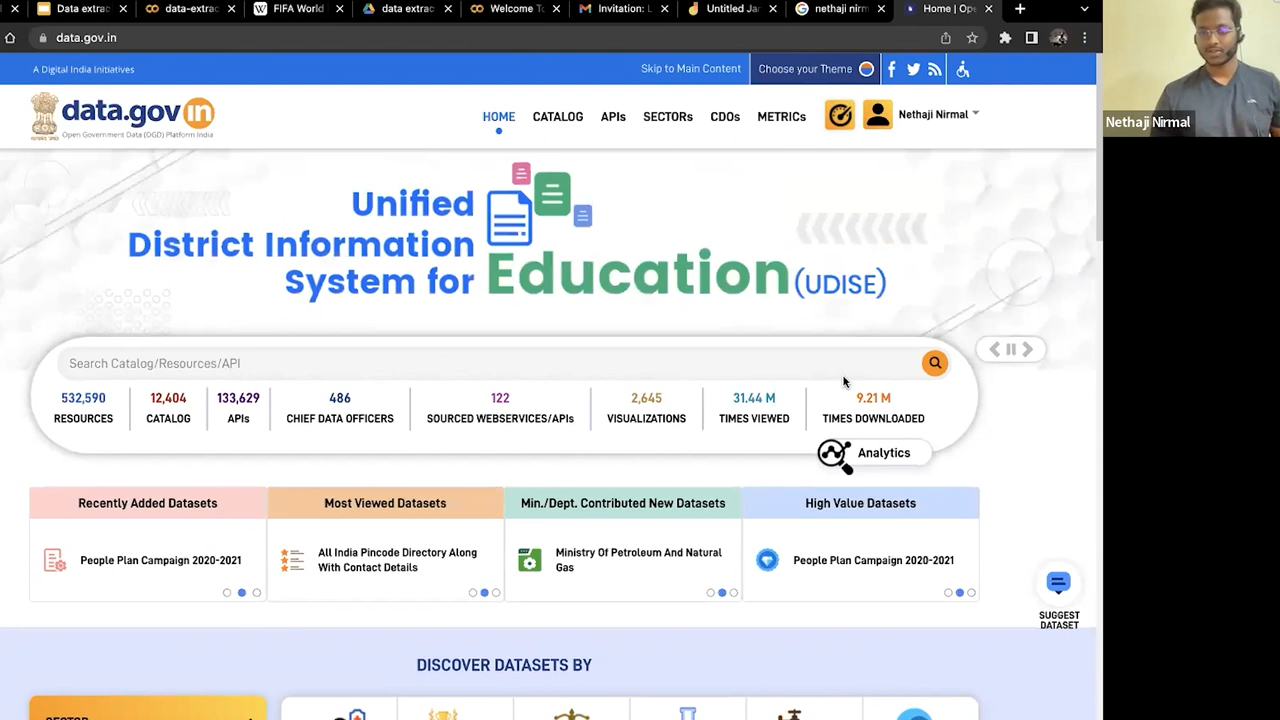 Data extrac
data-extrac
FIFA World
data extrac
Welcome To
Invitation: L
Untitled Jar
nethaji nirm
Home | Ope
data.gov.in
A Digital India Initiatives
Skip to Main Content
Choose your Theme
data.gov in
Open Government Data (OGD) Platform India
HOME
CATALOG
APIs
SECTORs
CDOs
METRICs
Nethaji Nirmal
Nethaji Nirmal
Unified
District Information
System for Education (UDISE)
Search Catalog/Resources/API
532,590
RESOURCES
12,404
CATALOG
133,629
APIs
486
CHIEF DATA OFFICERS
122
SOURCED WEBSERVICES/APIs
2,645
VISUALIZATIONS
31.44 M
TIMES VIEWED
9.21 M
TIMES DOWNLOADED
Analytics
Recently Added Datasets
People Plan Campaign 2020-2021
Most Viewed Datasets
All India Pincode Directory Along
With Contact Details
Min./Dept. Contributed New Datasets
Ministry Of Petroleum And Natural
Gas
High Value Datasets
People Plan Campaign 2020-2021
SUGGEST
DATASET
DISCOVER DATASETS BY
SECTOR